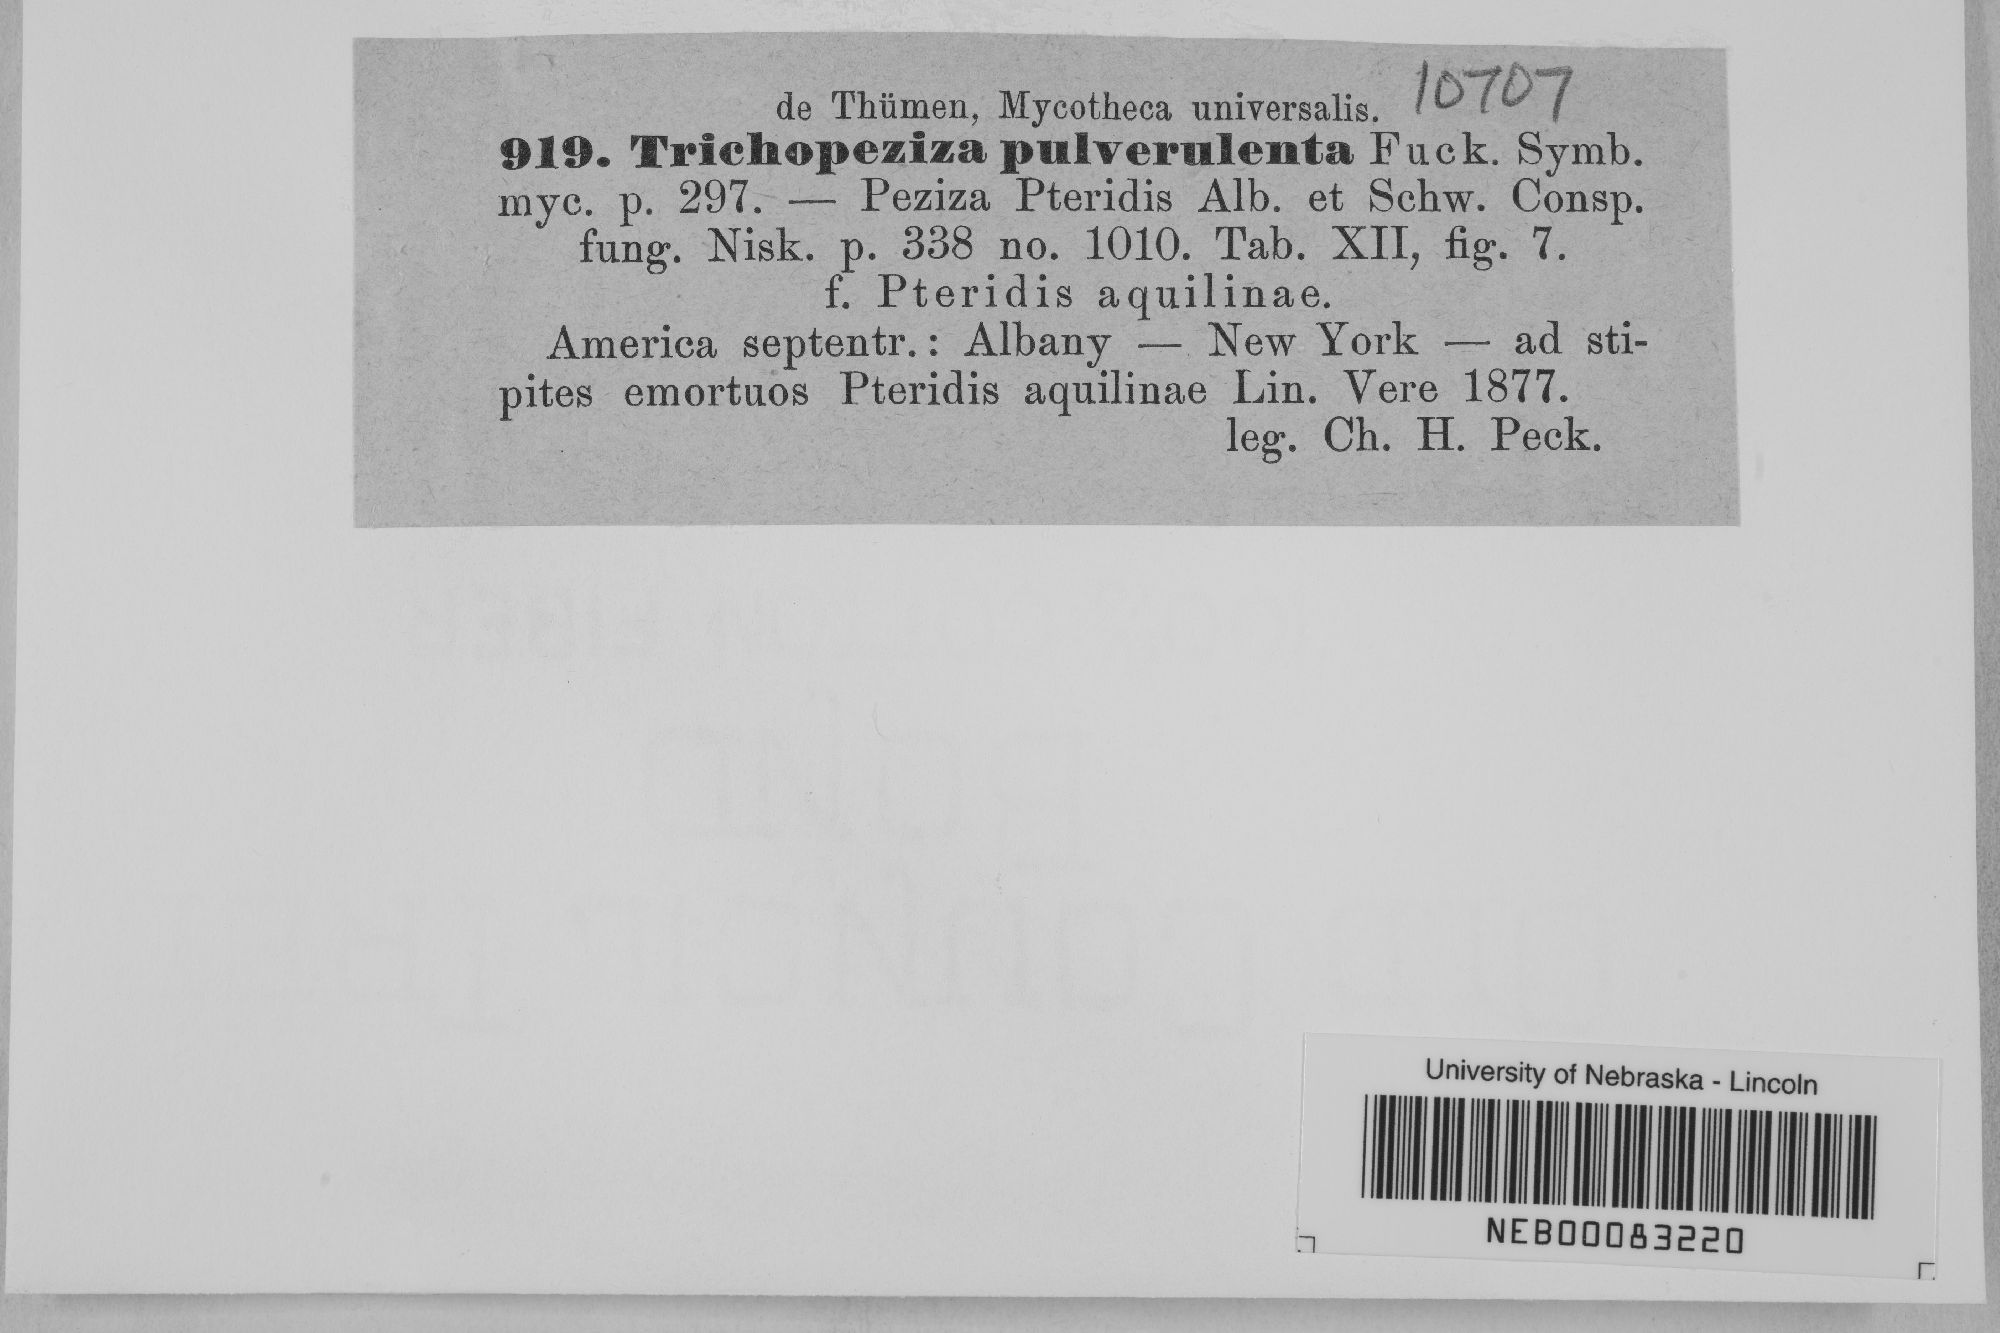 de Thümen, Mycotheca universalis. 10707
919. Trichopeziza pulverulenta Fuck. Symb.
myc. p. 297. — Peziza Pteridis Alb. et Schw. Consp.
fung. Nisk. p. 338 no. 1010. Tab. XII, fig. 7.
f. Pteridis aquilinae.
America septentr.: Albany — New York — ad sti-
pites emortuos Pteridis aquilinae Lin. Vere 1877.
leg. Ch. H. Peck.
University of Nebraska - Lincoln
NEB00083220